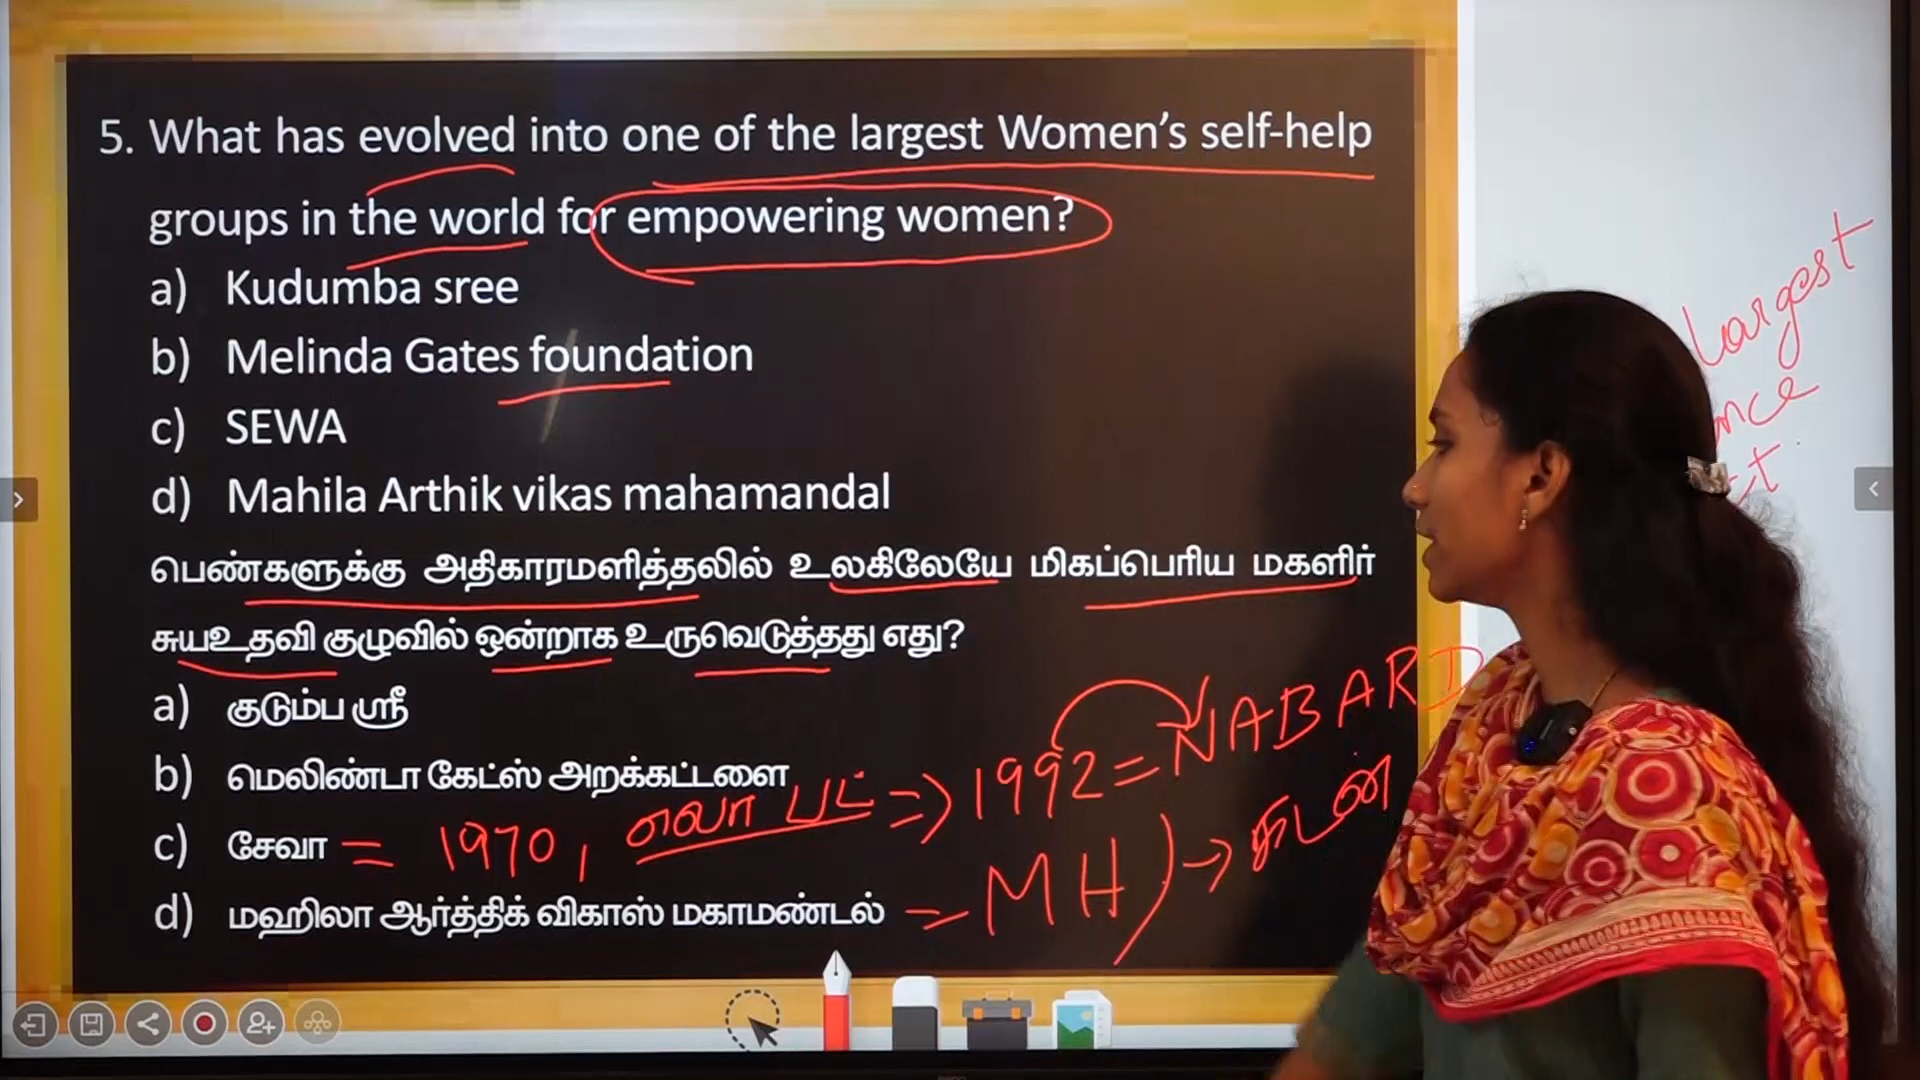 5. What has evolved into one of the largest Women’s self-help
groups in the world for empowering women?
a) Kudumba sree
b) Melinda Gates foundation
c) SEWA
d) Mahila Arthik vikas mahamandal
பெண்களுக்கு அதிகாரமளித்தலில் உலகிலேயே மிகப்பெரிய மகளிர்
சுயஉதவி குழுவில் ஒன்றாக உருவெடுத்தது எது?
a) குடும்ப ஸ்ரீ
b) மெலிண்டா கேட்ஸ் அறக்கட்டளை
c) சேவா = 1970, எலா பட் => 1992 = NABARD
d) மஹிலா ஆர்த்திக் விகாஸ் மகாமண்டல் = MH) → கடன்
largest